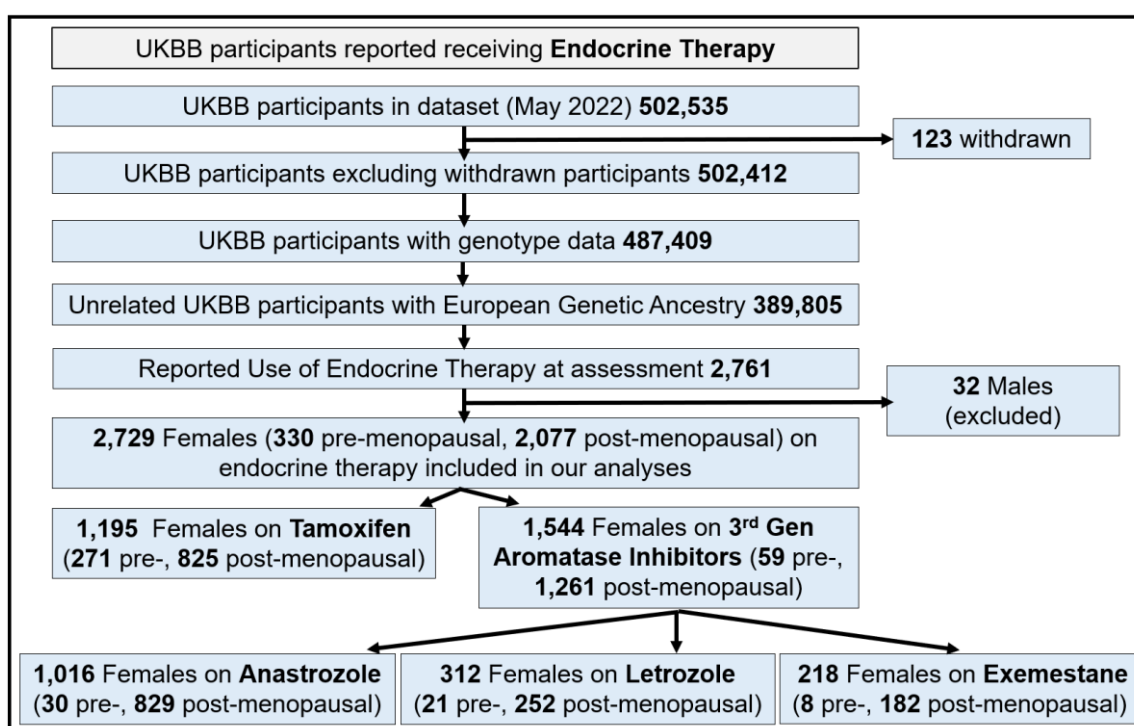 UKBB participants reported receiving Endocrine Therapy
UKBB participants in dataset (May 2022) 502,535
123 withdrawn
UKBB participants excluding withdrawn participants 502,412
UKBB participants with genotype data 487,409
Unrelated UKBB participants with European Genetic Ancestry 389,805
Reported Use of Endocrine Therapy at assessment 2,761
32 Males
(excluded)
2,729 Females (330 pre-menopausal, 2,077 post-menopausal) on
endocrine therapy included in our analyses
1,195 Females on Tamoxifen
(271 pre-, 825 post-menopausal)
1,544 Females on 3rd Gen
Aromatase Inhibitors (59 pre-,
1,261 post-menopausal)
1,016 Females on Anastrozole
(30 pre-, 829 post-menopausal)
312 Females on Letrozole
(21 pre-, 252 post-menopausal)
218 Females on Exemestane
(8 pre-, 182 post-menopausal)